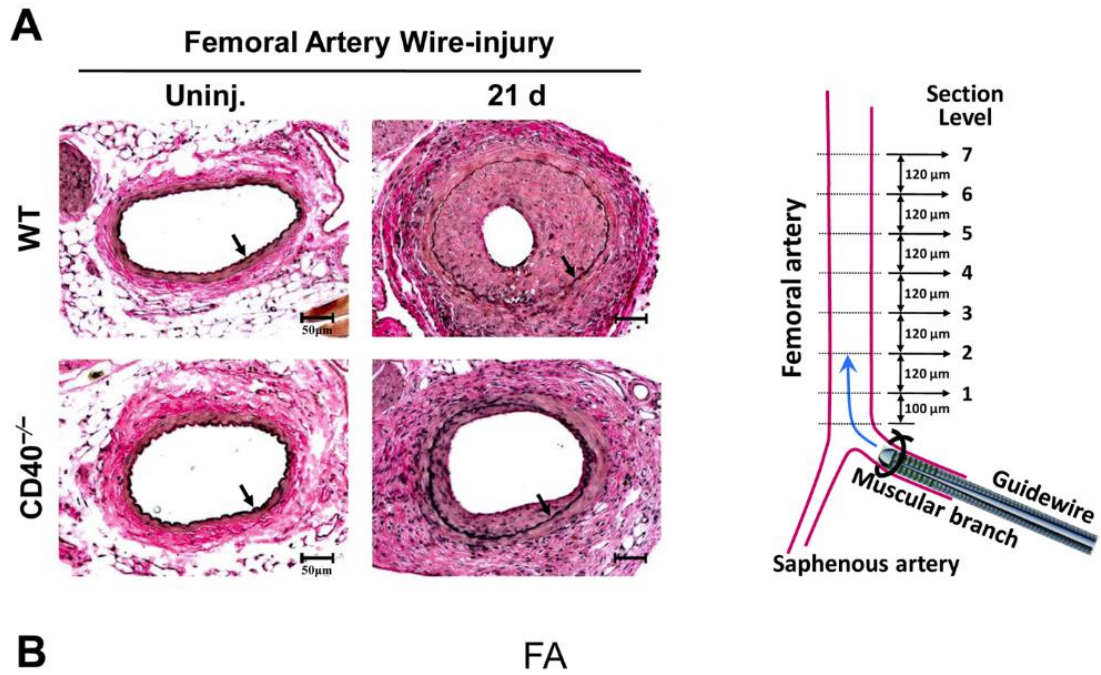 A
Femoral Artery Wire-injury
Uninj.
21 d
WT
50µm
CD40⁻/⁻
50µm
Section
Level
7
120 µm
6
120 µm
5
120 µm
4
120 µm
3
120 µm
2
120 µm
1
100 µm
Femoral artery
Guidewire
Muscular branch
Saphenous artery
B
FA